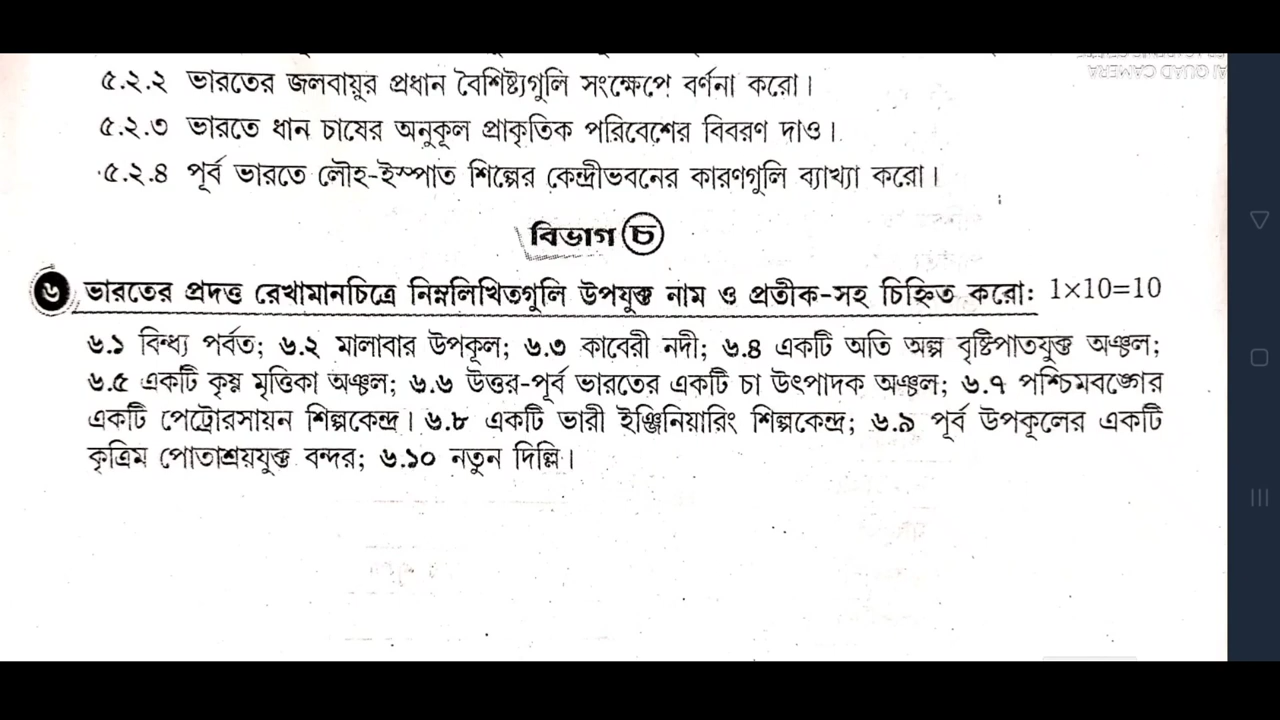 ৫.২.২ ভারতের জলবায়ুর প্রধান বৈশিষ্ট্যগুলি সংক্ষেপে বর্ণনা করো।
৫.২.৩ ভারতে ধান চাষের অনুকূল প্রাকৃতিক পরিবেশের বিবরণ দাও।
৫.২.৪ পূর্ব ভারতে লৌহ-ইস্পাত শিল্পের কেন্দ্রীভবনের কারণগুলি ব্যাখ্যা করো।
বিভাগ চ
৬ ভারতের প্রদত্ত রেখামানচিত্রে নিম্নলিখিতগুলি উপযুক্ত নাম ও প্রতীক-সহ চিহ্নিত করো: 1×10=10
৬.১ বিন্ধ্য পর্বত; ৬.২ মালাবার উপকূল; ৬.৩ কাবেরী নদী; ৬.৪ একটি অতি অল্প বৃষ্টিপাতযুক্ত অঞ্চল;
৬.৫ একটি কৃষ্ণ মৃত্তিকা অঞ্চল; ৬.৬ উত্তর-পূর্ব ভারতের একটি চা উৎপাদক অঞ্চল; ৬.৭ পশ্চিমবঙ্গের
একটি পেট্রোরসায়ন শিল্পকেন্দ্র। ৬.৮ একটি ভারী ইঞ্জিনিয়ারিং শিল্পকেন্দ্র; ৬.৯ পূর্ব উপকূলের একটি
কৃত্রিম পোতাশ্রয়যুক্ত বন্দর; ৬.১০ নতুন দিল্লি।
AI QUAD CAMERA